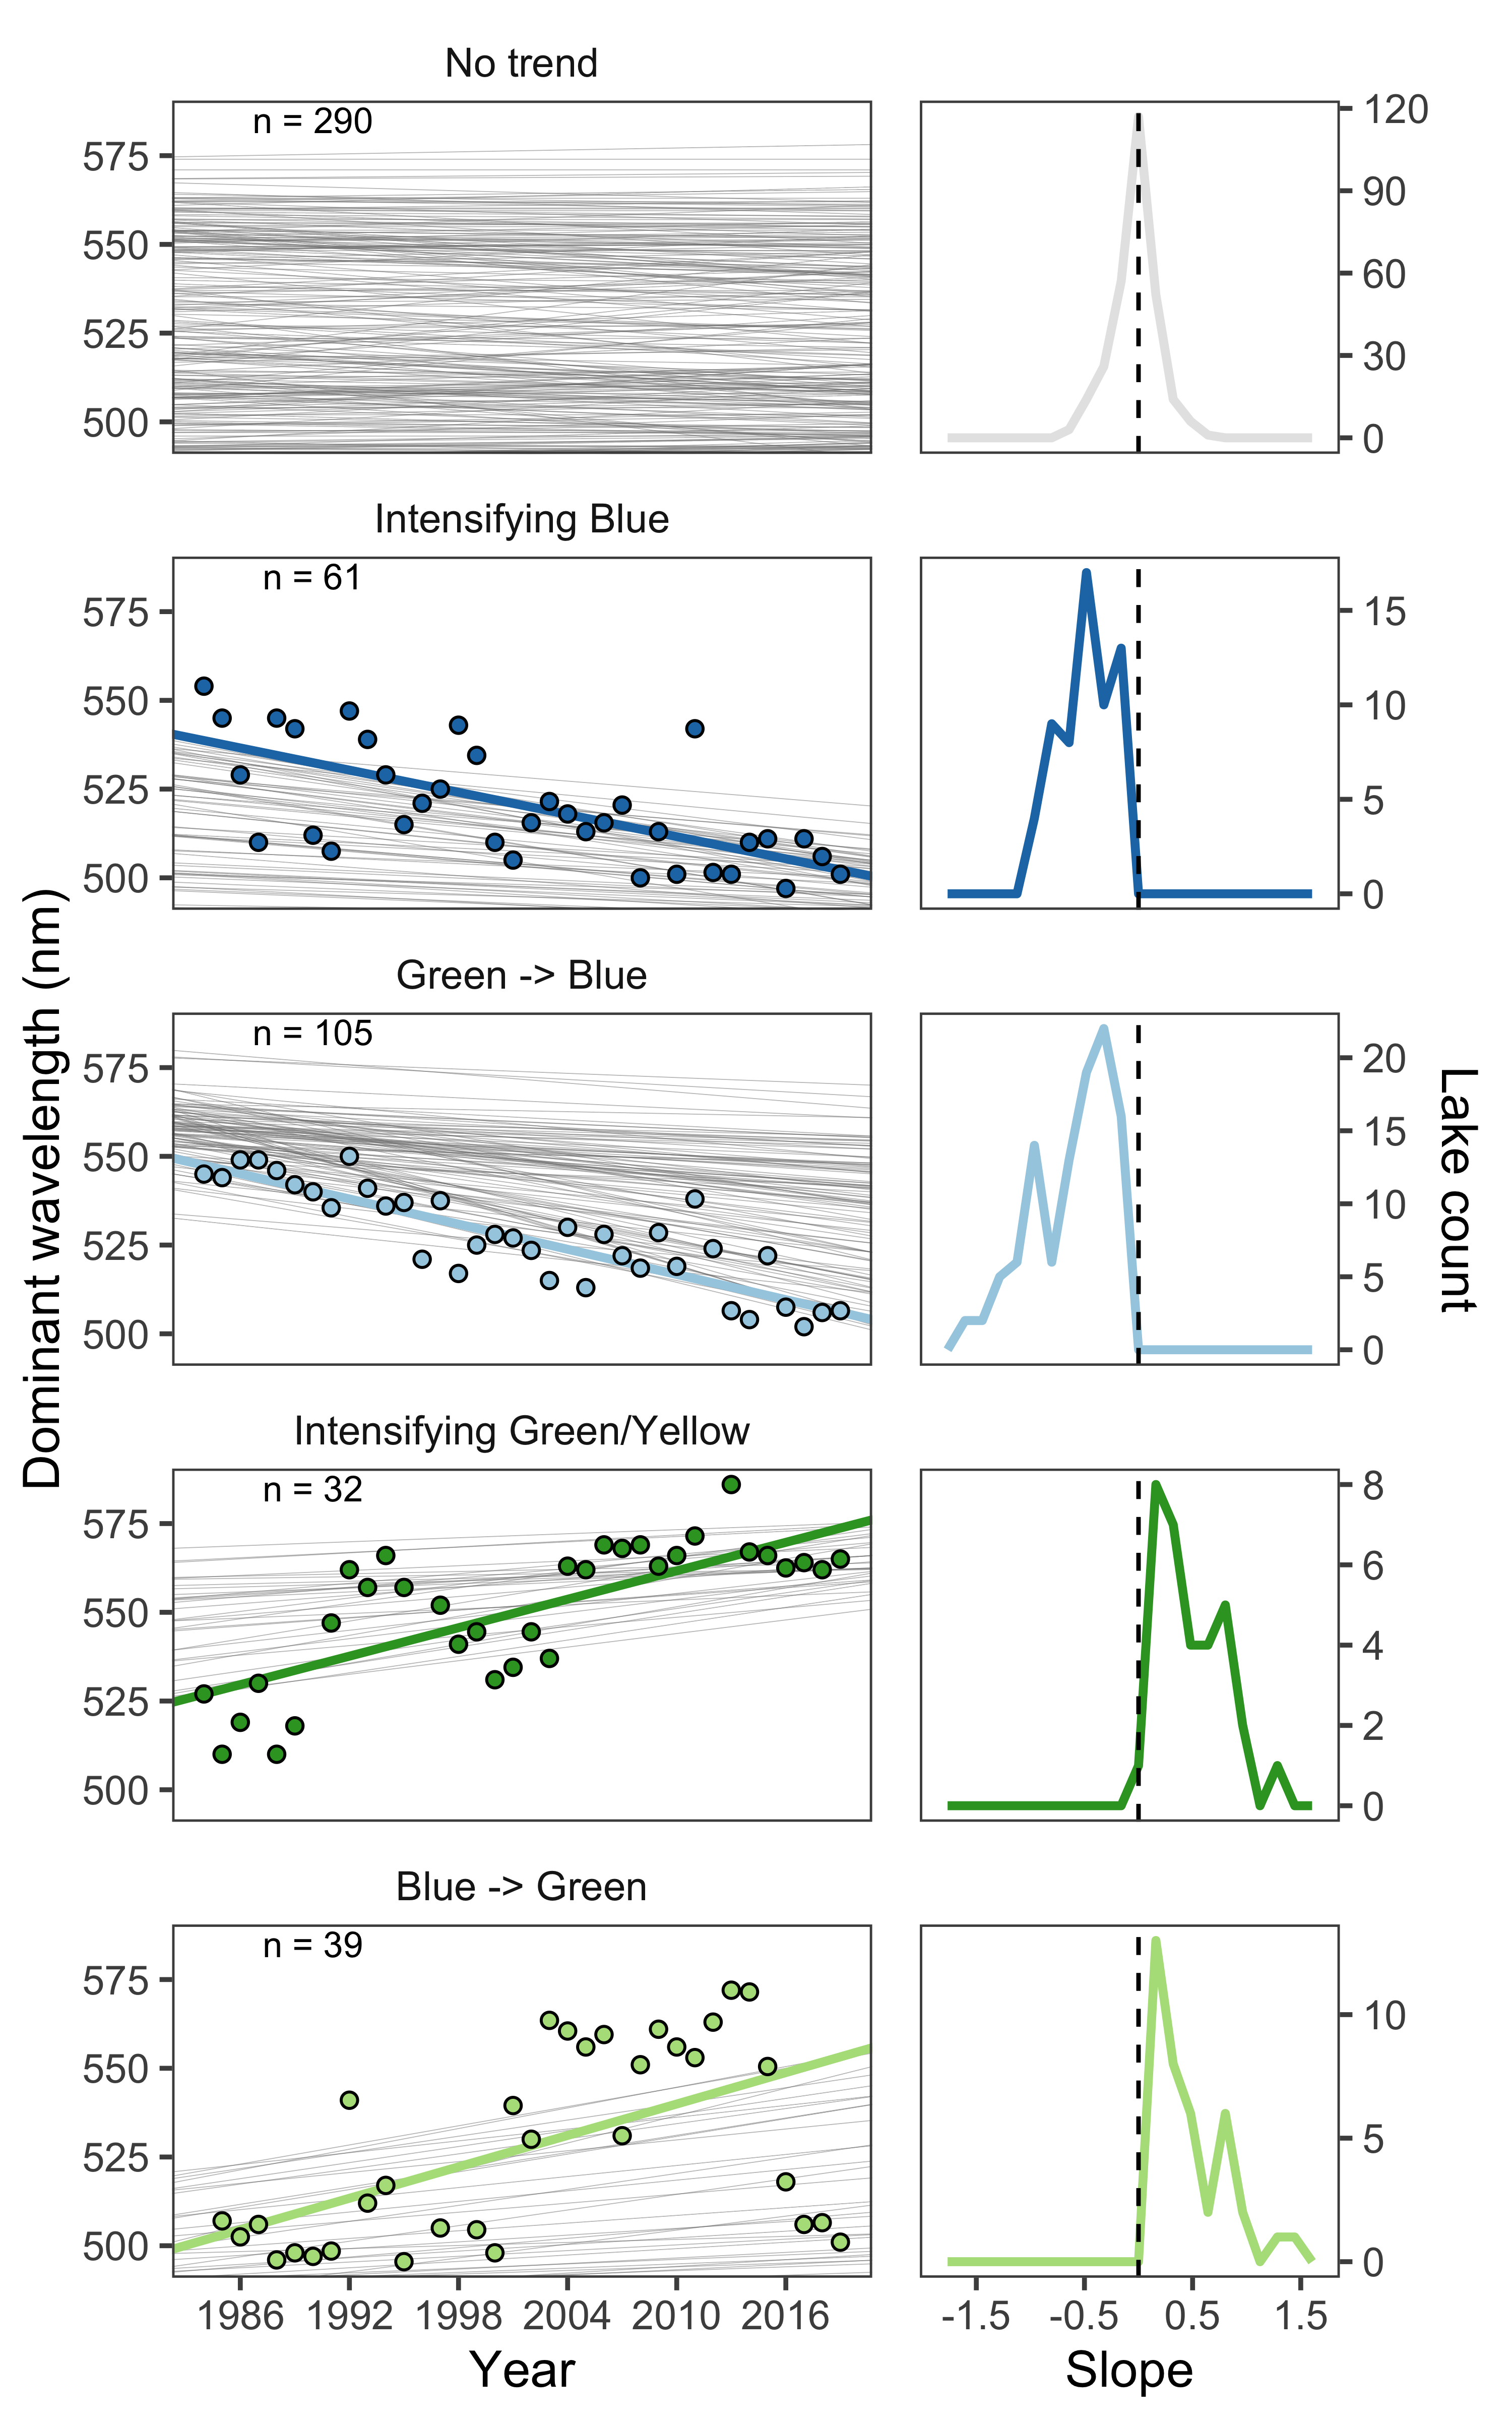 No trend
n = 290
575
550
525
500
120
90
60
30
0
Intensifying Blue
n = 61
575
550
525
500
15
10
5
0
Green -> Blue
n = 105
575
550
525
500
20
15
10
5
0
Intensifying Green/Yellow
n = 32
575
550
525
500
8
6
4
2
0
Blue -> Green
n = 39
575
550
525
500
10
5
0
Dominant wavelength (nm)
Lake count
1986 1992 1998 2004 2010 2016
-1.5 -0.5 0.5 1.5
Year
Slope